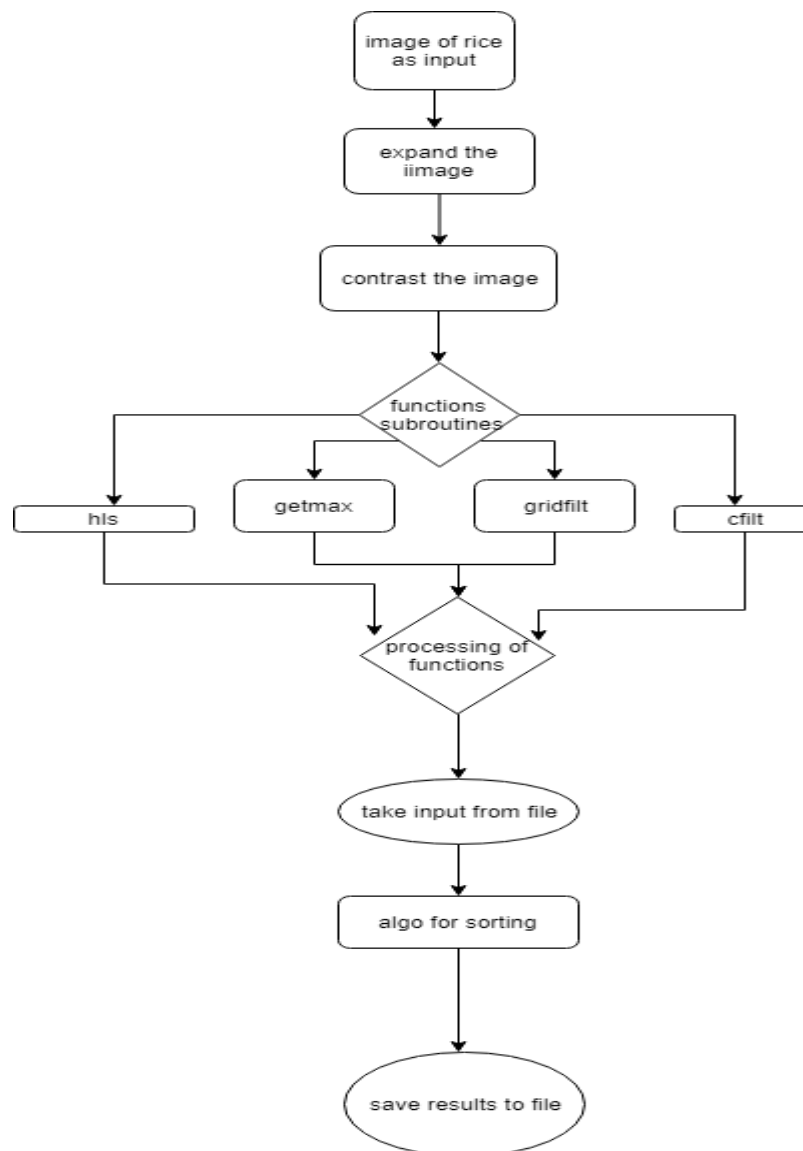 image of rice
as input
expand the
iimage
contrast the image
functions
subroutines
hls
getmax
gridfilt
cfilt
processing of
functions
take input from file
algo for sorting
save results to file